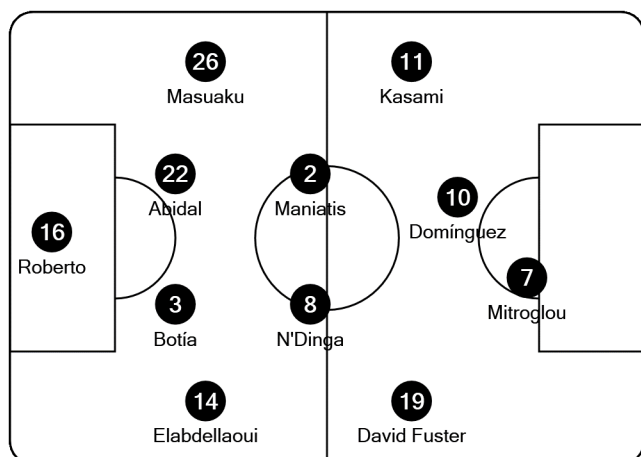 26
Masuaku
11
Kasami
22
Abidal
2
Maniatis
10
Domínguez
16
Roberto
7
Mitroglou
3
Botía
8
N'Dinga
14
Elabdellaoui
19
David Fuster